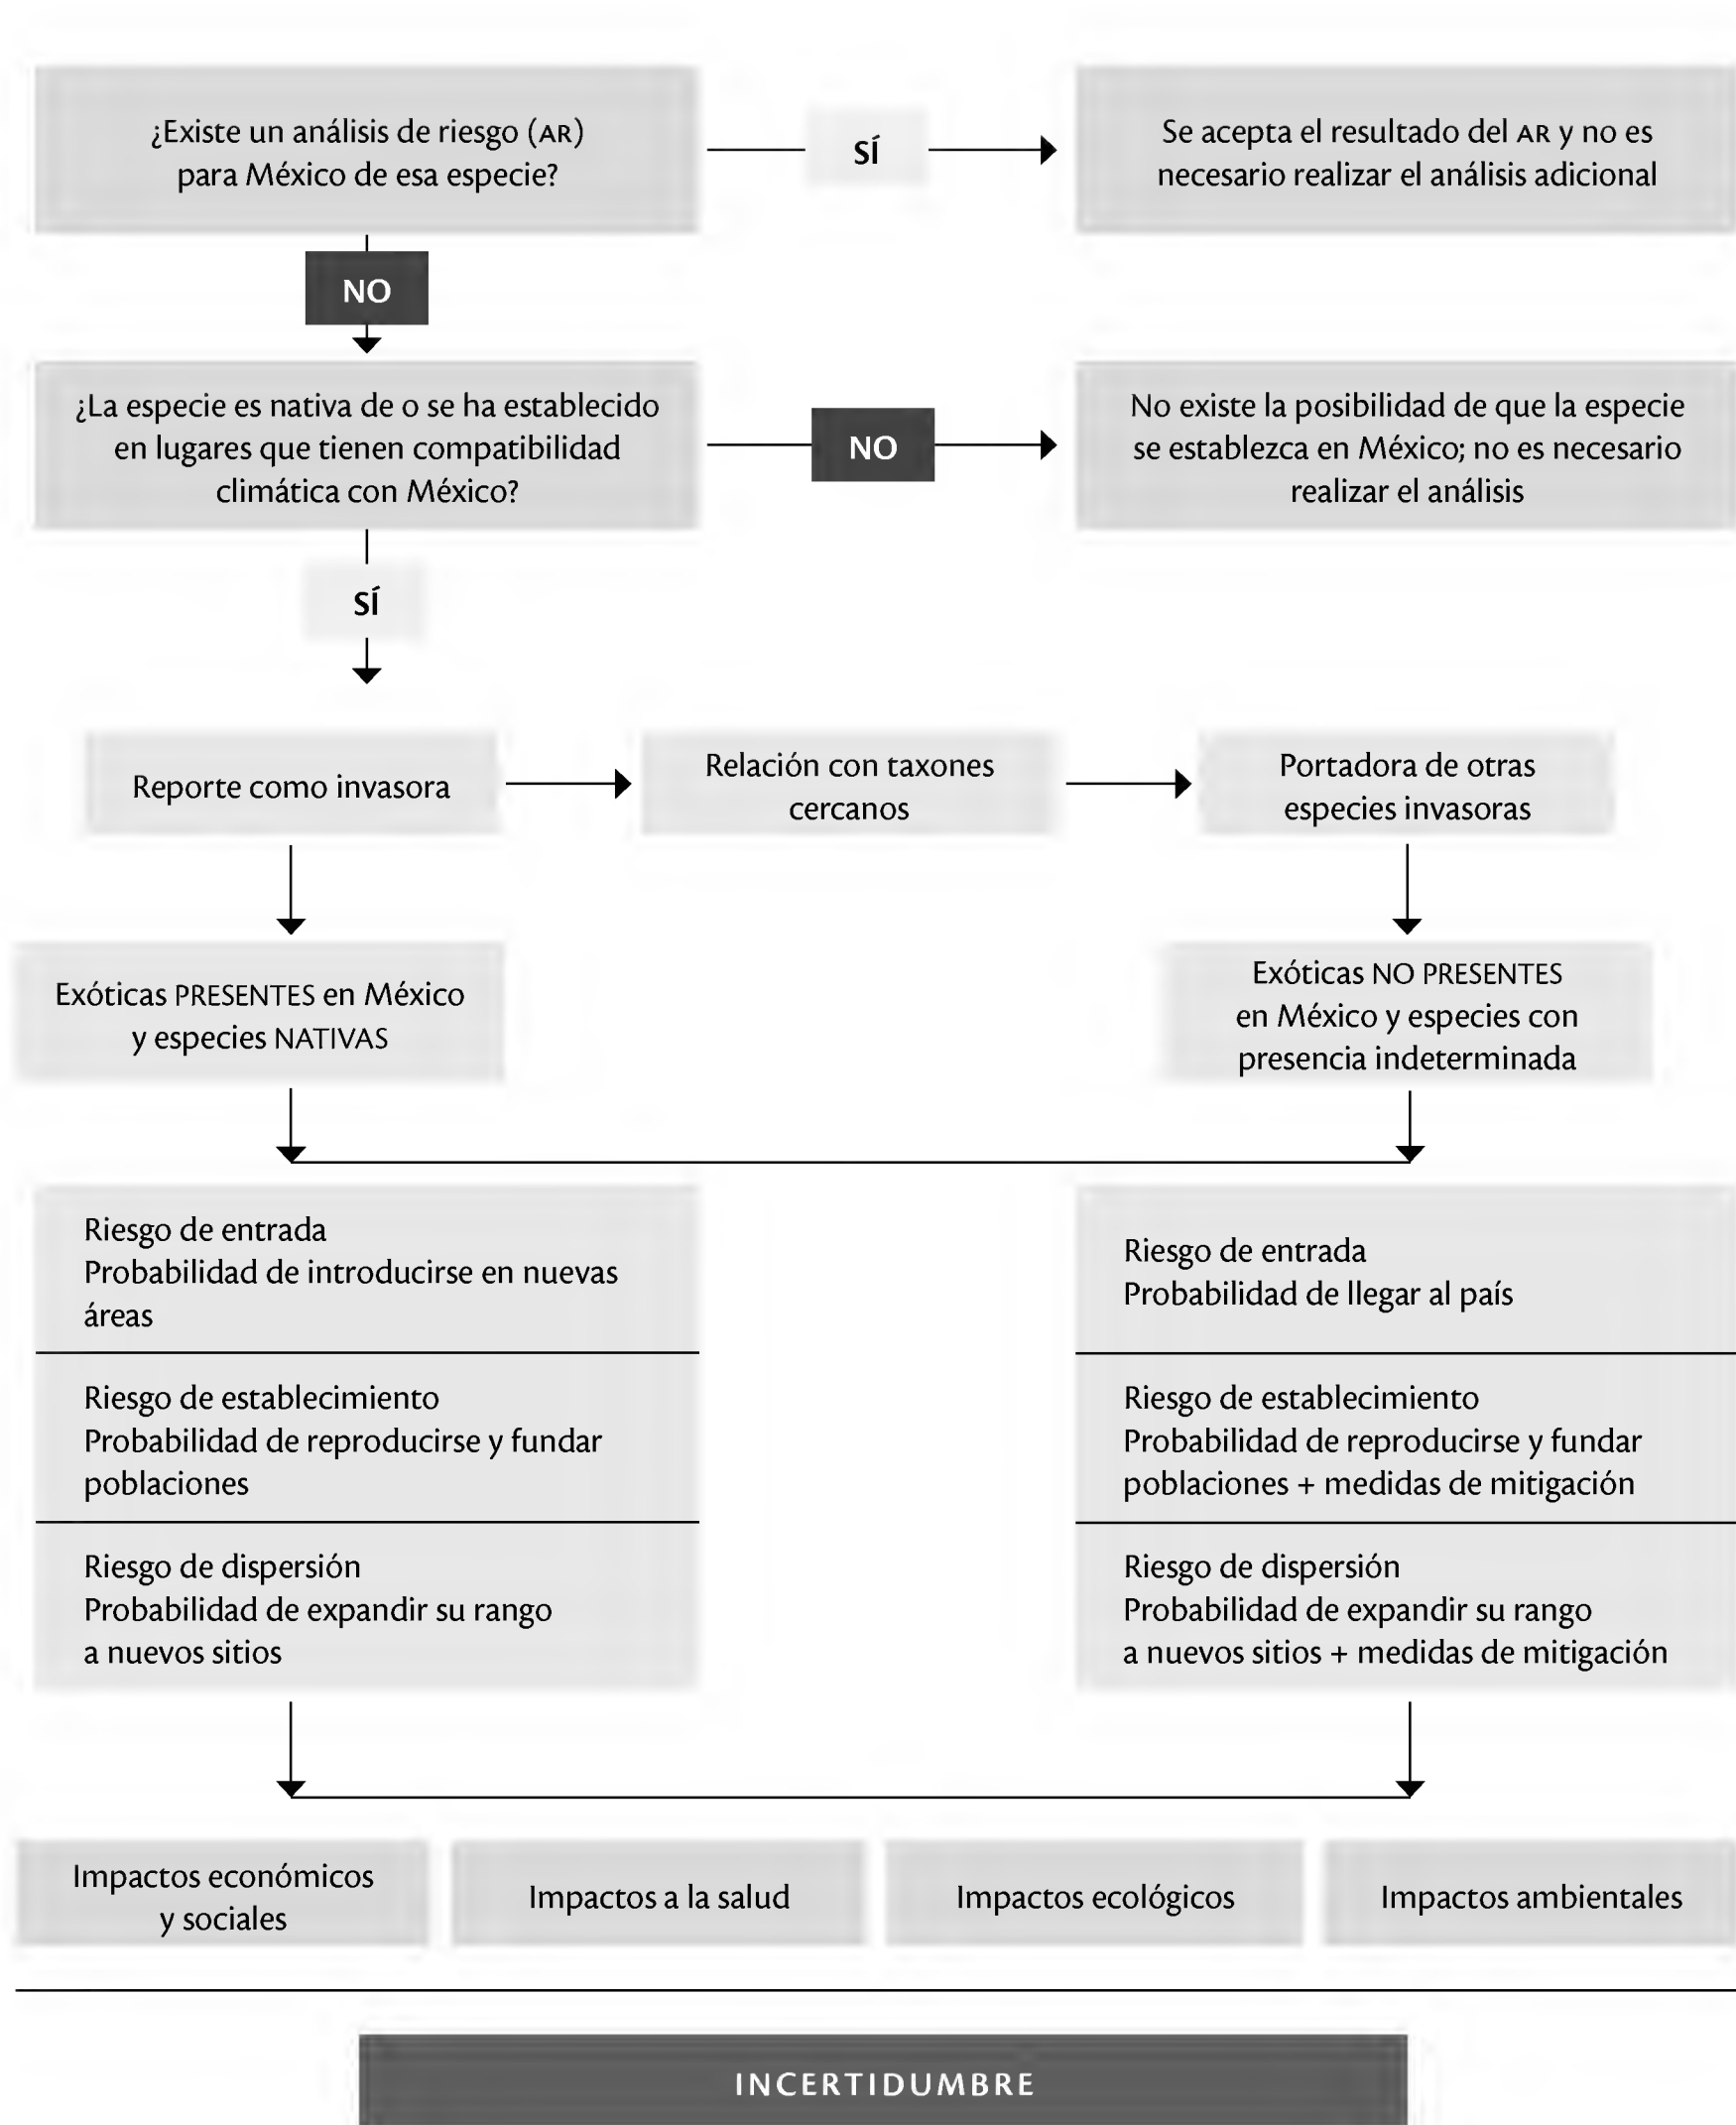 ¿Existe un análisis de riesgo (AR)
para México de esa especie?
SÍ
Se acepta el resultado del AR y no es
necesario realizar el análisis adicional
NO
¿La especie es nativa de o se ha establecido
en lugares que tienen compatibilidad
climática con México?
NO
No existe la posibilidad de que la especie
se establezca en México; no es necesario
realizar el análisis
SÍ
Reporte como invasora
Relación con taxones
cercanos
Portadora de otras
especies invasoras
Exóticas PRESENTES en México
y especies NATIVAS
Exóticas NO PRESENTES
en México y especies con
presencia indeterminada
Riesgo de entrada
Probabilidad de introducirse en nuevas
áreas
Riesgo de establecimiento
Probabilidad de reproducirse y fundar
poblaciones
Riesgo de dispersión
Probabilidad de expandir su rango
a nuevos sitios
Riesgo de entrada
Probabilidad de llegar al país
Riesgo de establecimiento
Probabilidad de reproducirse y fundar
poblaciones + medidas de mitigación
Riesgo de dispersión
Probabilidad de expandir su rango
a nuevos sitios + medidas de mitigación
Impactos económicos
y sociales
Impactos a la salud
Impactos ecológicos
Impactos ambientales
INCERTIDUMBRE